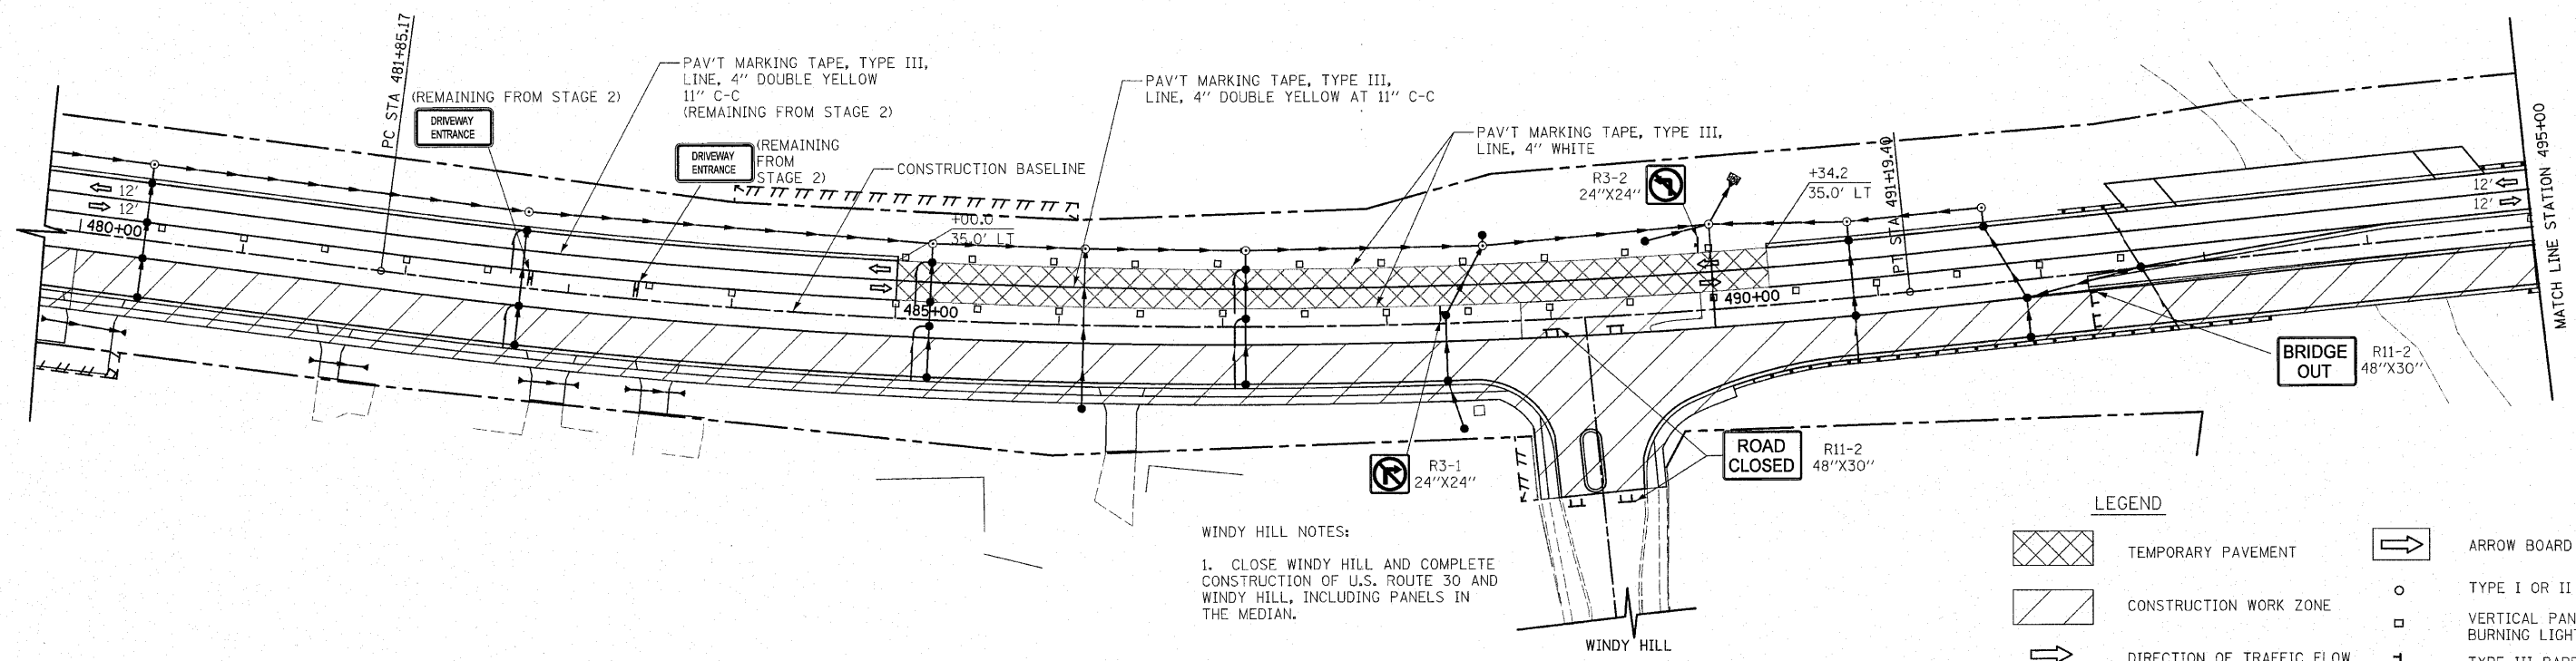 PC STA 481+85.17
(REMAINING FROM STAGE 2)
DRIVEWAY
ENTRANCE
PAV'T MARKING TAPE, TYPE III,
LINE, 4" DOUBLE YELLOW
11" C-C
(REMAINING FROM STAGE 2)
DRIVEWAY
ENTRANCE
(REMAINING
FROM
STAGE 2)
CONSTRUCTION BASELINE
PAV'T MARKING TAPE, TYPE III,
LINE, 4" DOUBLE YELLOW AT 11" C-C
PAV'T MARKING TAPE, TYPE III,
LINE, 4" WHITE
R3-2
24"X24"
+34.2
35.0' LT
PT STA 491+19.40
MATCH LINE STATION 495+00
12'
12'
12'
12'
480+00
+00.0
35.0' LT
485+00
490+00
BRIDGE
OUT
R11-2
48"X30"
R3-1
24"X24"
ROAD
CLOSED
R11-2
48"X30"
WINDY HILL NOTES:
1. CLOSE WINDY HILL AND COMPLETE
CONSTRUCTION OF U.S. ROUTE 30 AND
WINDY HILL, INCLUDING PANELS IN
THE MEDIAN.
WINDY HILL
LEGEND
TEMPORARY PAVEMENT
CONSTRUCTION WORK ZONE
DIRECTION OF TRAFFIC FLOW
ARROW BOARD
TYPE I OR II
VERTICAL PAN
BURNING LIGHT
TYPE III